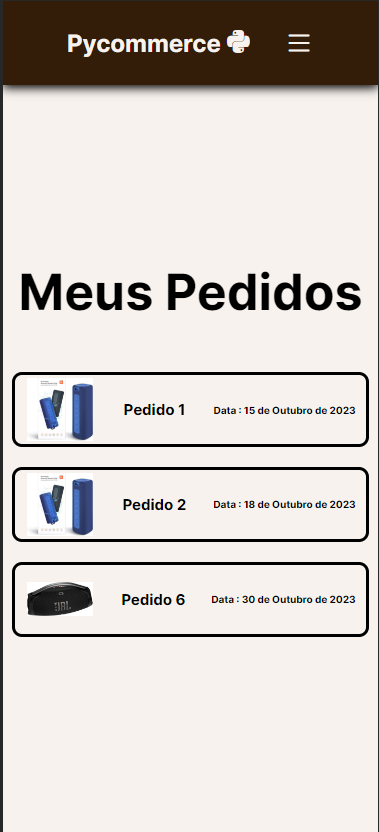 Pycommerce
Meus Pedidos
Pedido 1
Data : 15 de Outubro de 2023
Pedido 2
Data : 18 de Outubro de 2023
JBL
Pedido 6
Data : 30 de Outubro de 2023